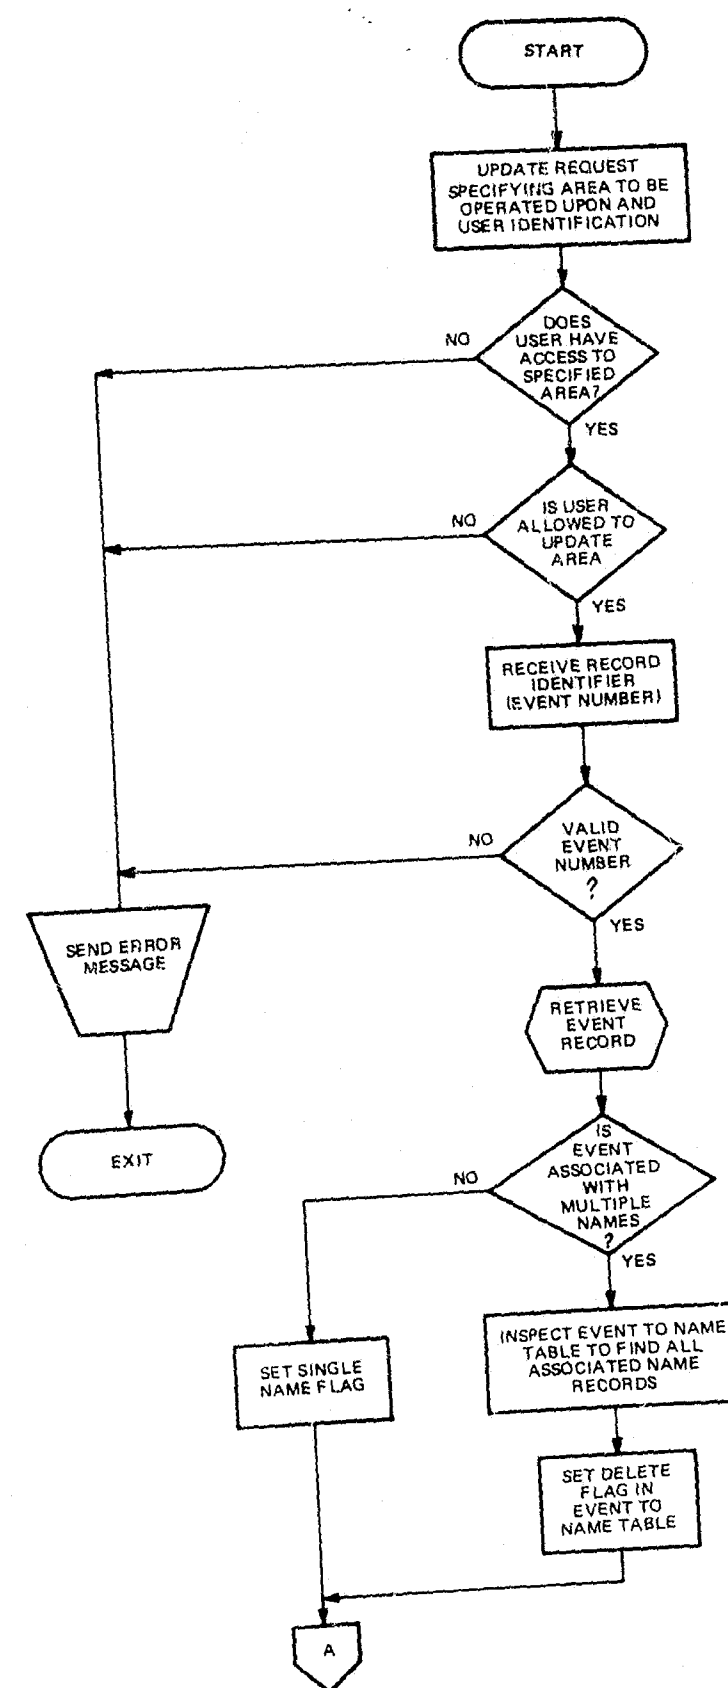 START
UPDATE REQUEST
SPECIFYING AREA TO BE
OPERATED UPON AND
USER IDENTIFICATION
DOES
USER HAVE
ACCESS TO
SPECIFIED
AREA?
NO
YES
IS USER
ALLOWED TO
UPDATE
AREA
NO
YES
RECEIVE RECORD
IDENTIFIER
(EVENT NUMBER)
VALID
EVENT
NUMBER
?
NO
YES
SEND ERROR
MESSAGE
RETRIEVE
EVENT
RECORD
EXIT
IS
EVENT
ASSOCIATED
WITH
MULTIPLE
NAMES
?
NO
YES
INSPECT EVENT TO NAME
TABLE TO FIND ALL
ASSOCIATED NAME
RECORDS
SET SINGLE
NAME FLAG
SET DELETE
FLAG IN
EVENT TO
NAME TABLE
A